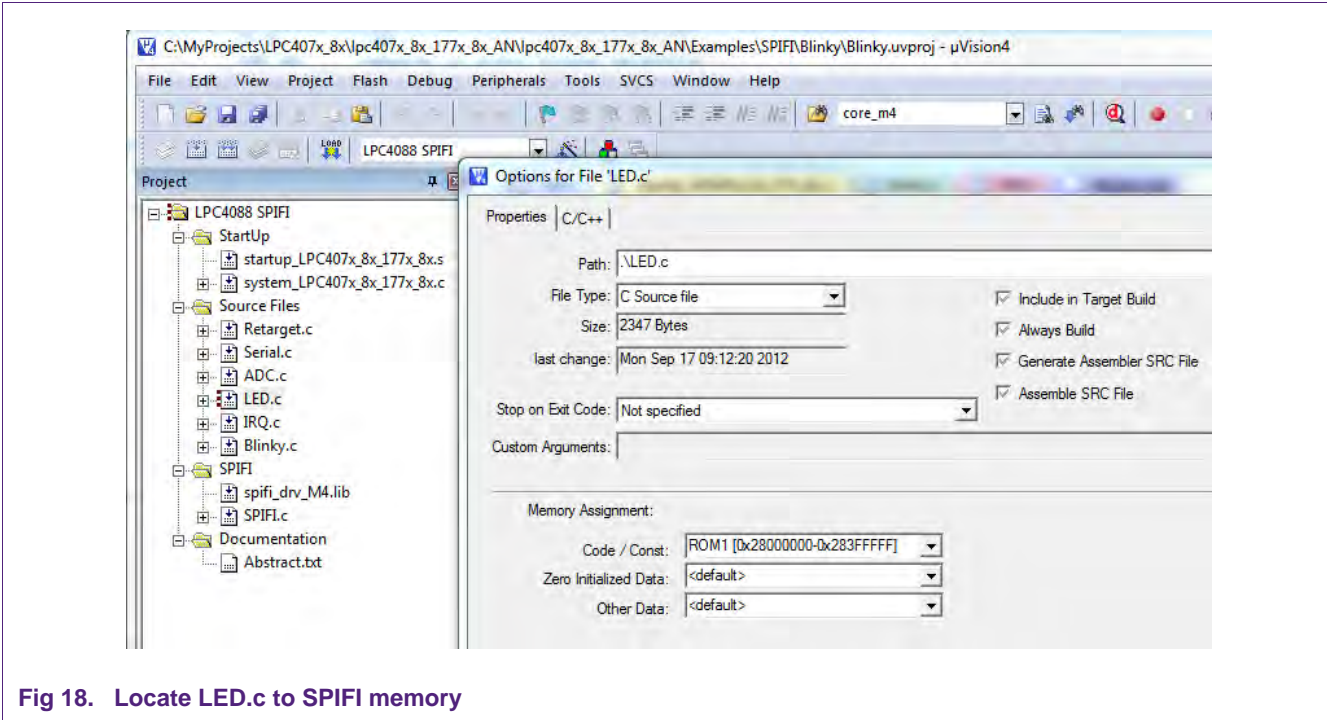 C:\MyProjects\LPC407x_8x\lpc407x_8x_177x_8x_AN\lpc407x_8x_177x_8x_AN\Examples\SPIFI\Blinky\Blinky.uvproj - µVision4
File Edit View Project Flash Debug Peripherals Tools SVCS Window Help
core_m4
LOAD LPC4088 SPIFI
Project
Options for File 'LED.c'
LPC4088 SPIFI
StartUp
startup_LPC407x_8x_177x_8x.s
system_LPC407x_8x_177x_8x.c
Source Files
Retarget.c
Serial.c
ADC.c
LED.c
IRQ.c
Blinky.c
SPIFI
spifi_drv_M4.lib
SPIFI.c
Documentation
Abstract.txt
Properties C/C++
Path: .\LED.c
File Type: C Source file
Size: 2347 Bytes
last change: Mon Sep 17 09:12:20 2012
Include in Target Build
Always Build
Generate Assembler SRC File
Assemble SRC File
Stop on Exit Code: Not specified
Custom Arguments:
Memory Assignment:
Code / Const: ROM1 [0x28000000-0x283FFFFF]
Zero Initialized Data: <default>
Other Data: <default>
Fig 18. Locate LED.c to SPIFI memory